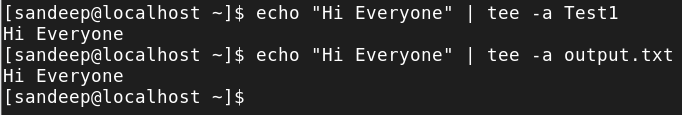 [sandeep@localhost ~]$ echo "Hi Everyone" | tee -a Test1
Hi Everyone
[sandeep@localhost ~]$ echo "Hi Everyone" | tee -a output.txt
Hi Everyone
[sandeep@localhost ~]$